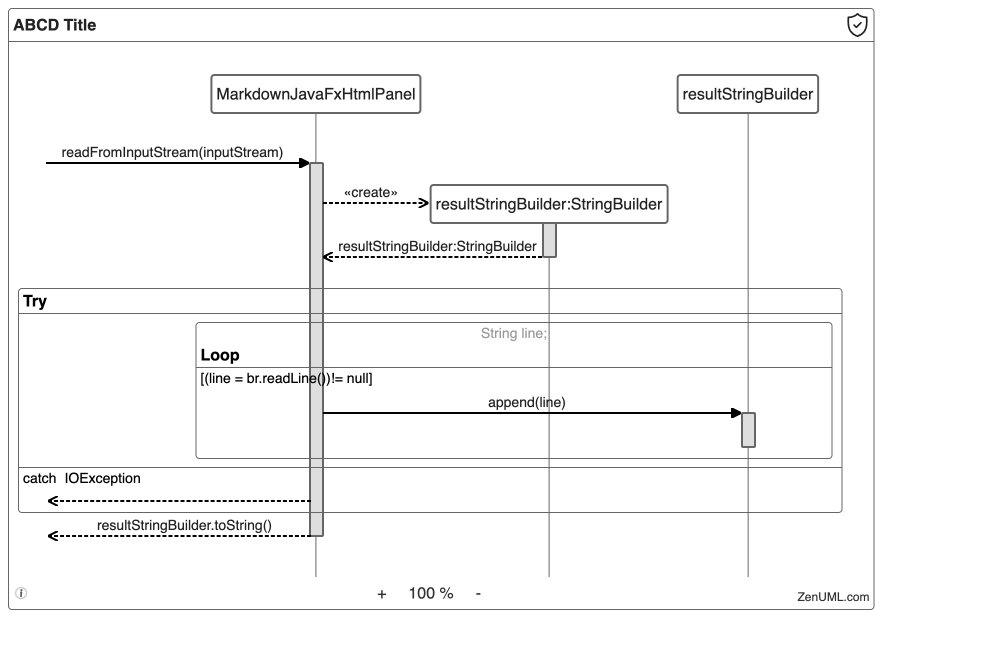 ABCD Title
MarkdownJavaFxHtmlPanel
resultStringBuilder
readFromInputStream(inputStream)
«create»
resultStringBuilder:StringBuilder
resultStringBuilder:StringBuilder
Try
String line;
Loop
[(line = br.readLine())!= null]
append(line)
catch IOException
resultStringBuilder.toString()
+ 100 % -
ZenUML.com